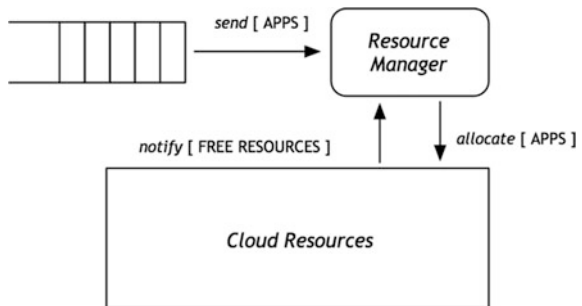 send [ APPS ]
Resource
Manager
notify [ FREE RESOURCES ]
allocate [ APPS ]
Cloud Resources